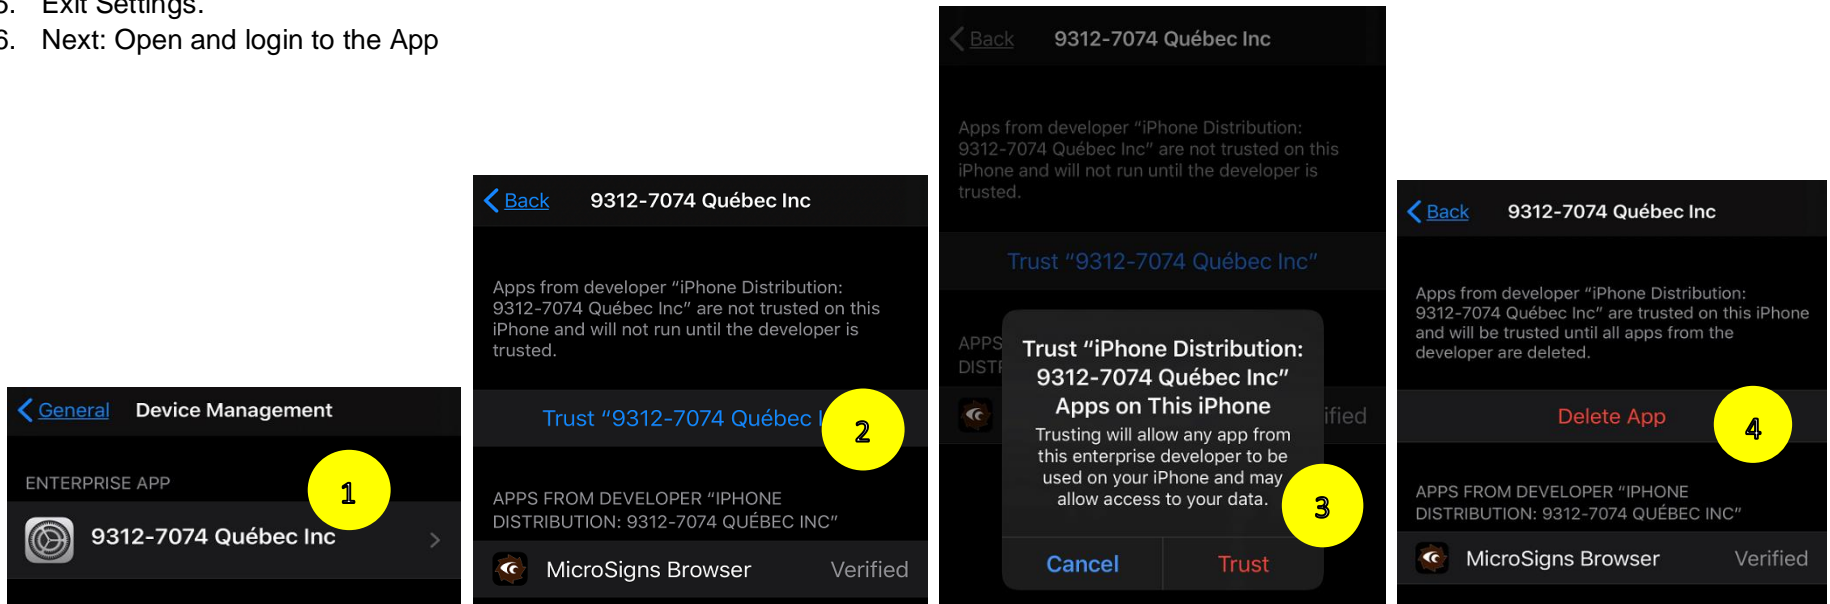 5. Exit Settings.
6. Next: Open and login to the App
General Device Management
ENTERPRISE APP
1
9312-7074 Québec Inc
Back 9312-7074 Québec Inc
Apps from developer “iPhone Distribution:
9312-7074 Québec Inc” are not trusted on this
iPhone and will not run until the developer is
trusted.
Trust “9312-7074 Québec I
2
APPS FROM DEVELOPER “IPHONE
DISTRIBUTION: 9312-7074 QUÉBEC INC”
MicroSigns Browser Verified
Back 9312-7074 Québec Inc
Apps from developer “iPhone Distribution:
9312-7074 Québec Inc” are not trusted on this
iPhone and will not run until the developer is
trusted.
Trust “9312-7074 Québec Inc”
APPS
DIST
ified
Trust “iPhone Distribution:
9312-7074 Québec Inc”
Apps on This iPhone
Trusting will allow any app from
this enterprise developer to be
used on your iPhone and may
allow access to your data.
3
Cancel Trust
Back 9312-7074 Québec Inc
Apps from developer “iPhone Distribution:
9312-7074 Québec Inc” are trusted on this iPhone
and will be trusted until all apps from the
developer are deleted.
Delete App
4
APPS FROM DEVELOPER “IPHONE
DISTRIBUTION: 9312-7074 QUÉBEC INC”
MicroSigns Browser Verified